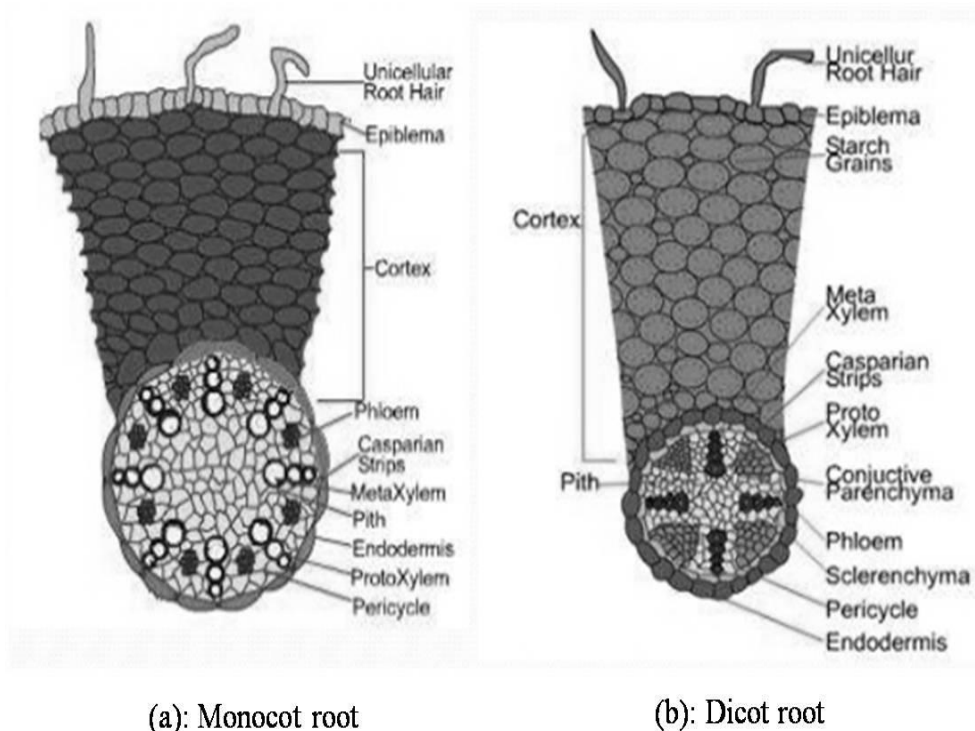 Unicellular
Root Hair
Epiblema
Cortex
Phloem
Casparian
Strips
MetaXylem
Pith
Endodermis
ProtoXylem
Pericycle
Unicellur
Root Hair
Epiblema
Starch
Grains
Cortex
Meta
Xylem
Casparian
Strips
Proto
Xylem
Pith
Conjuctive
Parenchyma
Phloem
Sclerenchyma
Pericycle
Endodermis
(a): Monocot root
(b): Dicot root